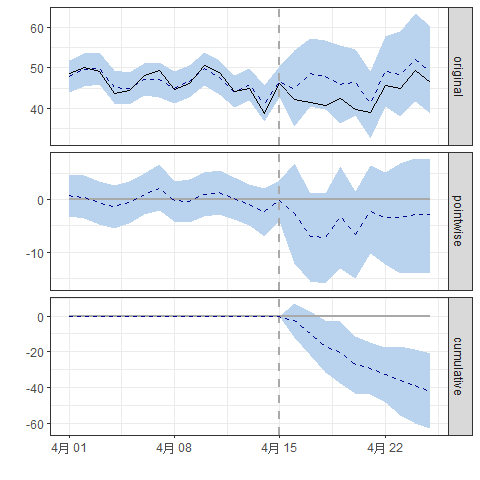 60
50
40
original
0
-10
pointwise
0
-20
-40
-60
cumulative
4月 01
4月 08
4月 15
4月 22